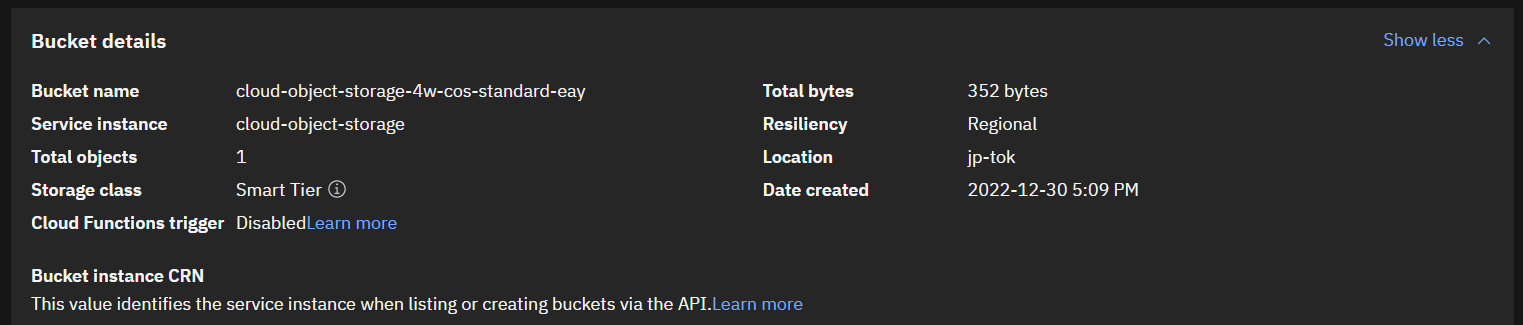 Bucket details
Show less
Bucket name cloud-object-storage-4w-cos-standard-eay Total bytes 352 bytes
Service instance cloud-object-storage Resiliency Regional
Total objects 1 Location jp-tok
Storage class Smart Tier Date created 2022-12-30 5:09 PM
Cloud Functions trigger DisabledLearn more
Bucket instance CRN
This value identifies the service instance when listing or creating buckets via the API.Learn more